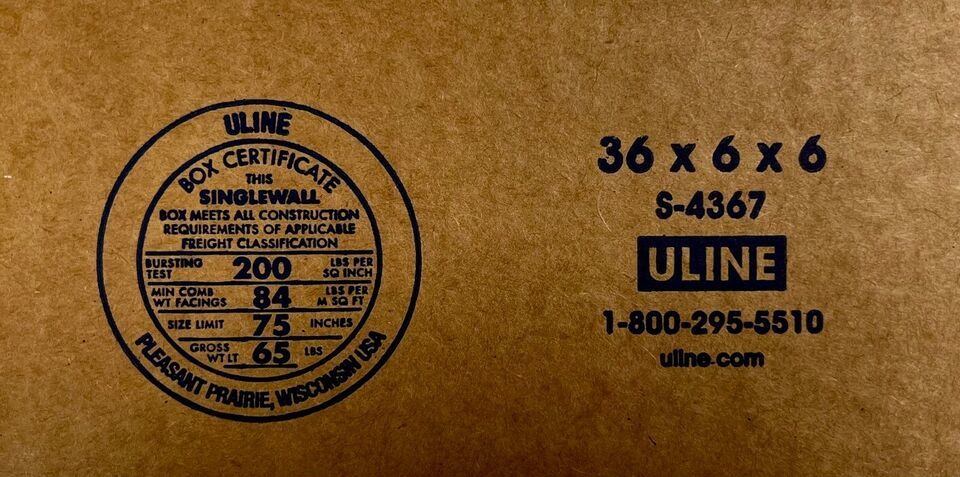 ULINE
BOX CERTIFICATE
THIS
SINGLEWALL
BOX MEETS ALL CONSTRUCTION
REQUIREMENTS OF APPLICABLE
FREIGHT CLASSIFICATION
BURSTING TEST 200 LBS PER SQ INCH
MIN COMB WT FACINGS 84 LBS PER M SQ FT
SIZE LIMIT 75 INCHES
GROSS WT LT 65 LBS
PLEASANT PRAIRIE, WISCONSIN USA
36 x 6 x 6
S-4367
ULINE
1-800-295-5510
uline.com